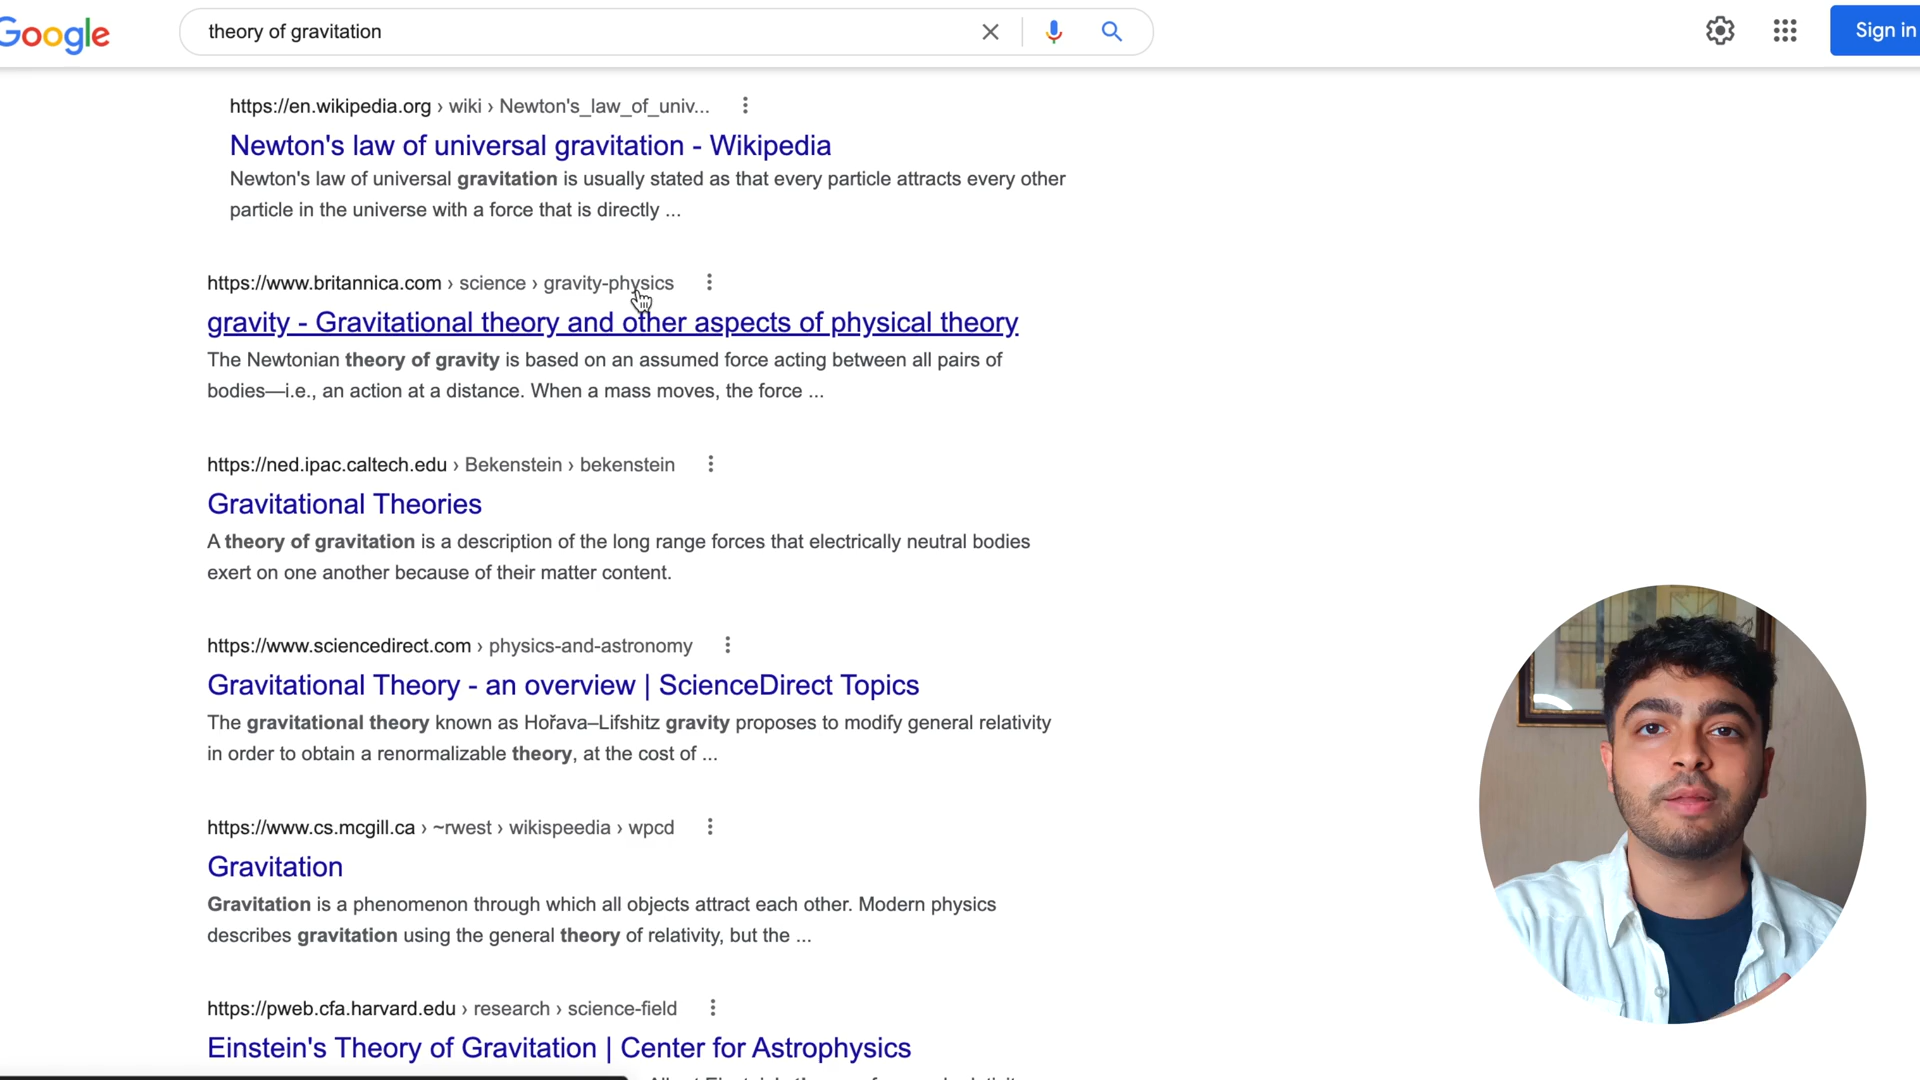 Google
theory of gravitation
Sign in
https://en.wikipedia.org › wiki › Newton's_law_of_univ...
Newton's law of universal gravitation - Wikipedia
Newton's law of universal gravitation is usually stated as that every particle attracts every other
particle in the universe with a force that is directly ...
https://www.britannica.com › science › gravity-physics
gravity - Gravitational theory and other aspects of physical theory
The Newtonian theory of gravity is based on an assumed force acting between all pairs of
bodies—i.e., an action at a distance. When a mass moves, the force ...
https://ned.ipac.caltech.edu › Bekenstein › bekenstein
Gravitational Theories
A theory of gravitation is a description of the long range forces that electrically neutral bodies
exert on one another because of their matter content.
https://www.sciencedirect.com › physics-and-astronomy
Gravitational Theory - an overview | ScienceDirect Topics
The gravitational theory known as Hořava–Lifshitz gravity proposes to modify general relativity
in order to obtain a renormalizable theory, at the cost of ...
https://www.cs.mcgill.ca › ~rwest › wikispeedia › wpcd
Gravitation
Gravitation is a phenomenon through which all objects attract each other. Modern physics
describes gravitation using the general theory of relativity, but the ...
https://pweb.cfa.harvard.edu › research › science-field
Einstein's Theory of Gravitation | Center for Astrophysics